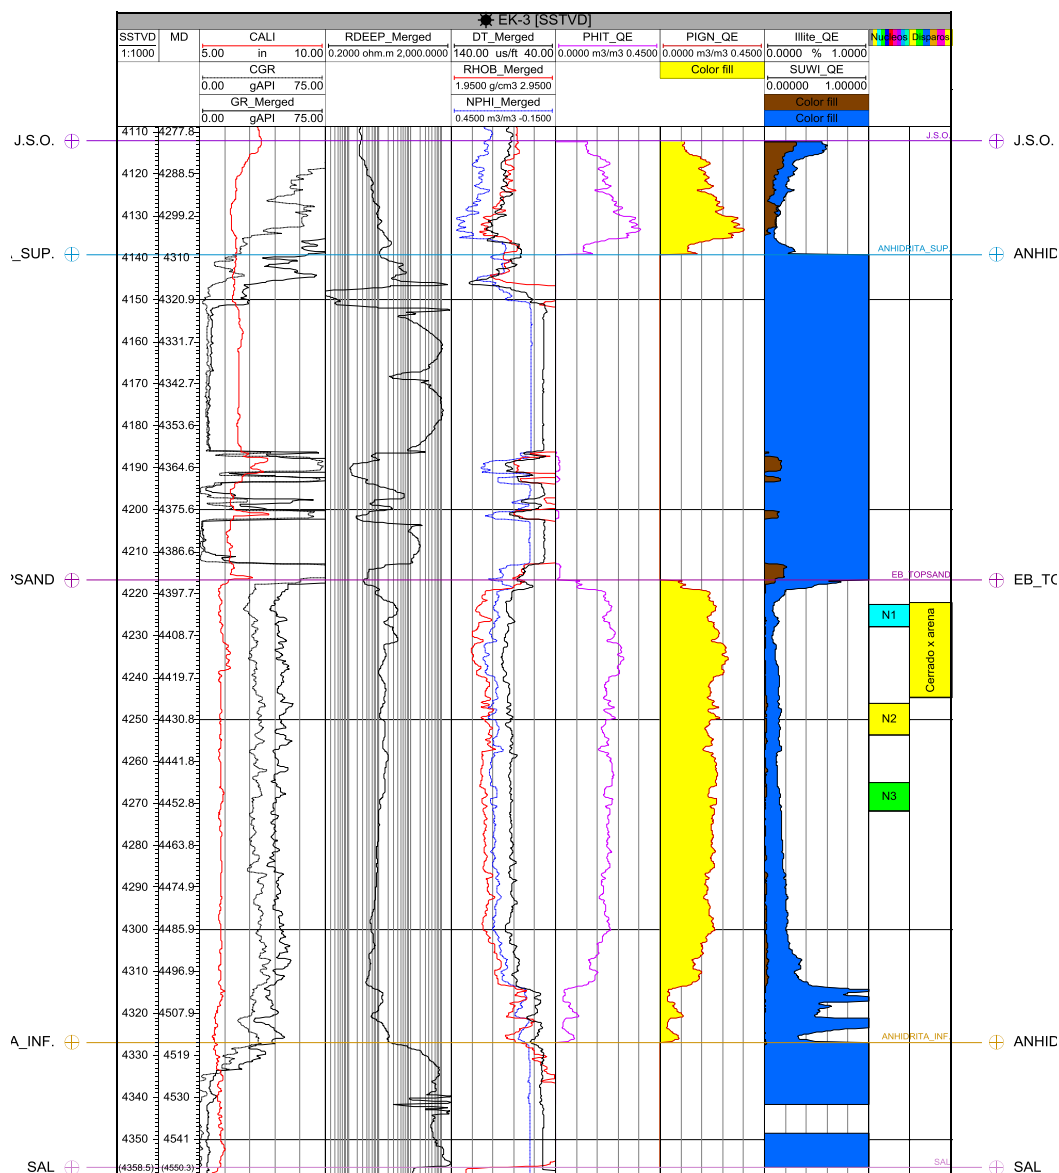 EK-3 [SSTVD]
SSTVD MD CALI RDEEP_Merged DT_Merged PHIT_QE PIGN_QE Illite_QE Nucleos Disparos
1:1000 5.00 in 10.00 0.2000 ohm.m 2,000.0000 140.00 us/ft 40.00 0.0000 m3/m3 0.4500 0.0000 m3/m3 0.4500 0.0000 % 1.0000
CGR RHOB_Merged Color fill SUWI_QE
0.00 gAPI 75.00 1.9500 g/cm3 2.9500 0.00000 1.00000
GR_Merged NPHI_Merged Color fill
0.00 gAPI 75.00 0.4500 m3/m3 -0.1500 Color fill
4110 4277.8
J.S.O. J.S.O. J.S.O.
4120 4288.5
4130 4299.2
._SUP. ANHIDRITA_SUP. ANHID
4140 4310
4150 4320.9
4160 4331.7
4170 4342.7
4180 4353.6
4190 4364.6
4200 4375.6
4210 4386.6
PSAND EB_TOPSAND EB_TO
4220 4397.7
N1
4230 4408.7
Cerrado x arena
4240 4419.7
4250 4430.8 N2
4260 4441.8
4270 4452.8 N3
4280 4463.8
4290 4474.9
4300 4485.9
4310 4496.9
4320 4507.9
A_INF. ANHIDRITA_INF. ANHID
4330 4519
4340 4530
4350 4541
SAL (4358.5) (4550.3) SAL SAL